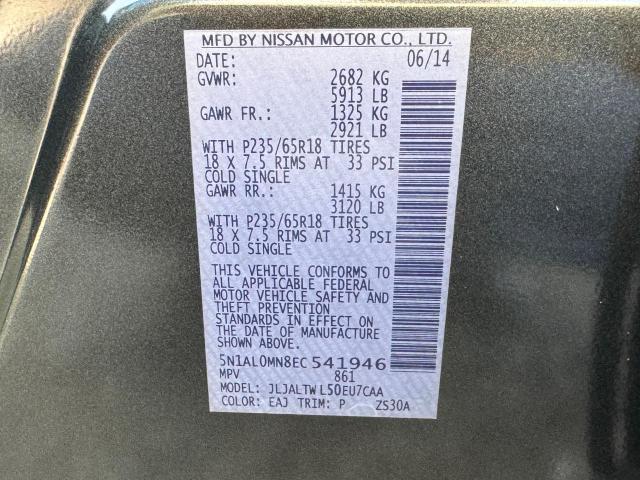 MFD BY NISSAN MOTOR CO., LTD.
DATE: 06/14
GVWR: 2682 KG
5913 LB
GAWR FR.: 1325 KG
2921 LB
WITH P235/65R18 TIRES
18 X 7.5 RIMS AT 33 PSI
COLD SINGLE
GAWR RR.: 1415 KG
3120 LB
WITH P235/65R18 TIRES
18 X 7.5 RIMS AT 33 PSI
COLD SINGLE
THIS VEHICLE CONFORMS TO
ALL APPLICABLE FEDERAL
MOTOR VEHICLE SAFETY AND
THEFT PREVENTION
STANDARDS IN EFFECT ON
THE DATE OF MANUFACTURE
SHOWN ABOVE.
5N1AL0MN8EC 541946
MPV 861
MODEL: JLJALTW L50EU7CAA
COLOR: EAJ TRIM: P ZS30A